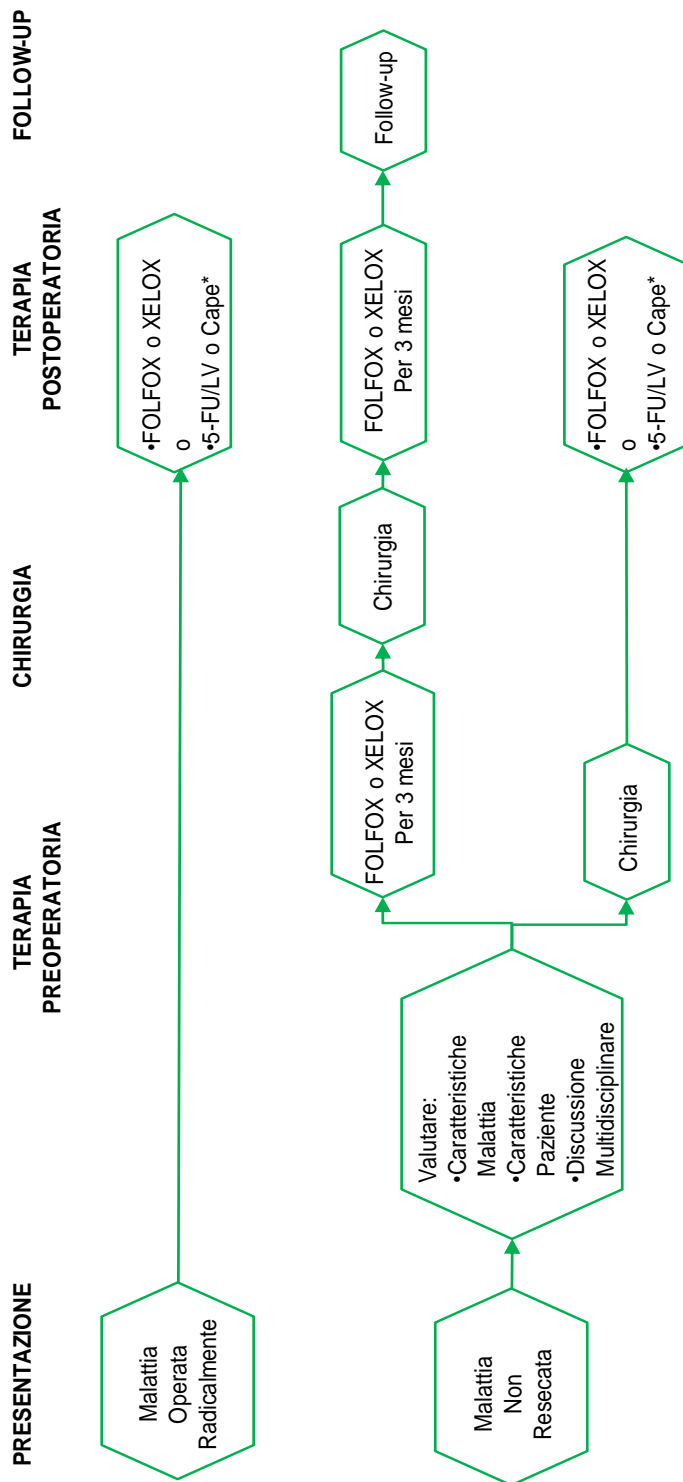 PRESENTAZIONE
TERAPIA
PREOPERATORIA
CHIRURGIA
TERAPIA
POSTOPERATORIA
FOLLOW-UP
Malattia
Operata
Radicalmente
•FOLFOX o XELOX
o
•5-FU/LV o Cape*
Malattia
Non
Resecata
Valutare:
•Caratteristiche
Malattia
•Caratteristiche
Paziente
•Discussione
Multidisciplinare
FOLFOX o XELOX
Per 3 mesi
Chirurgia
FOLFOX o XELOX
Per 3 mesi
Follow-up
Chirurgia
•FOLFOX o XELOX
o
•5-FU/LV o Cape*